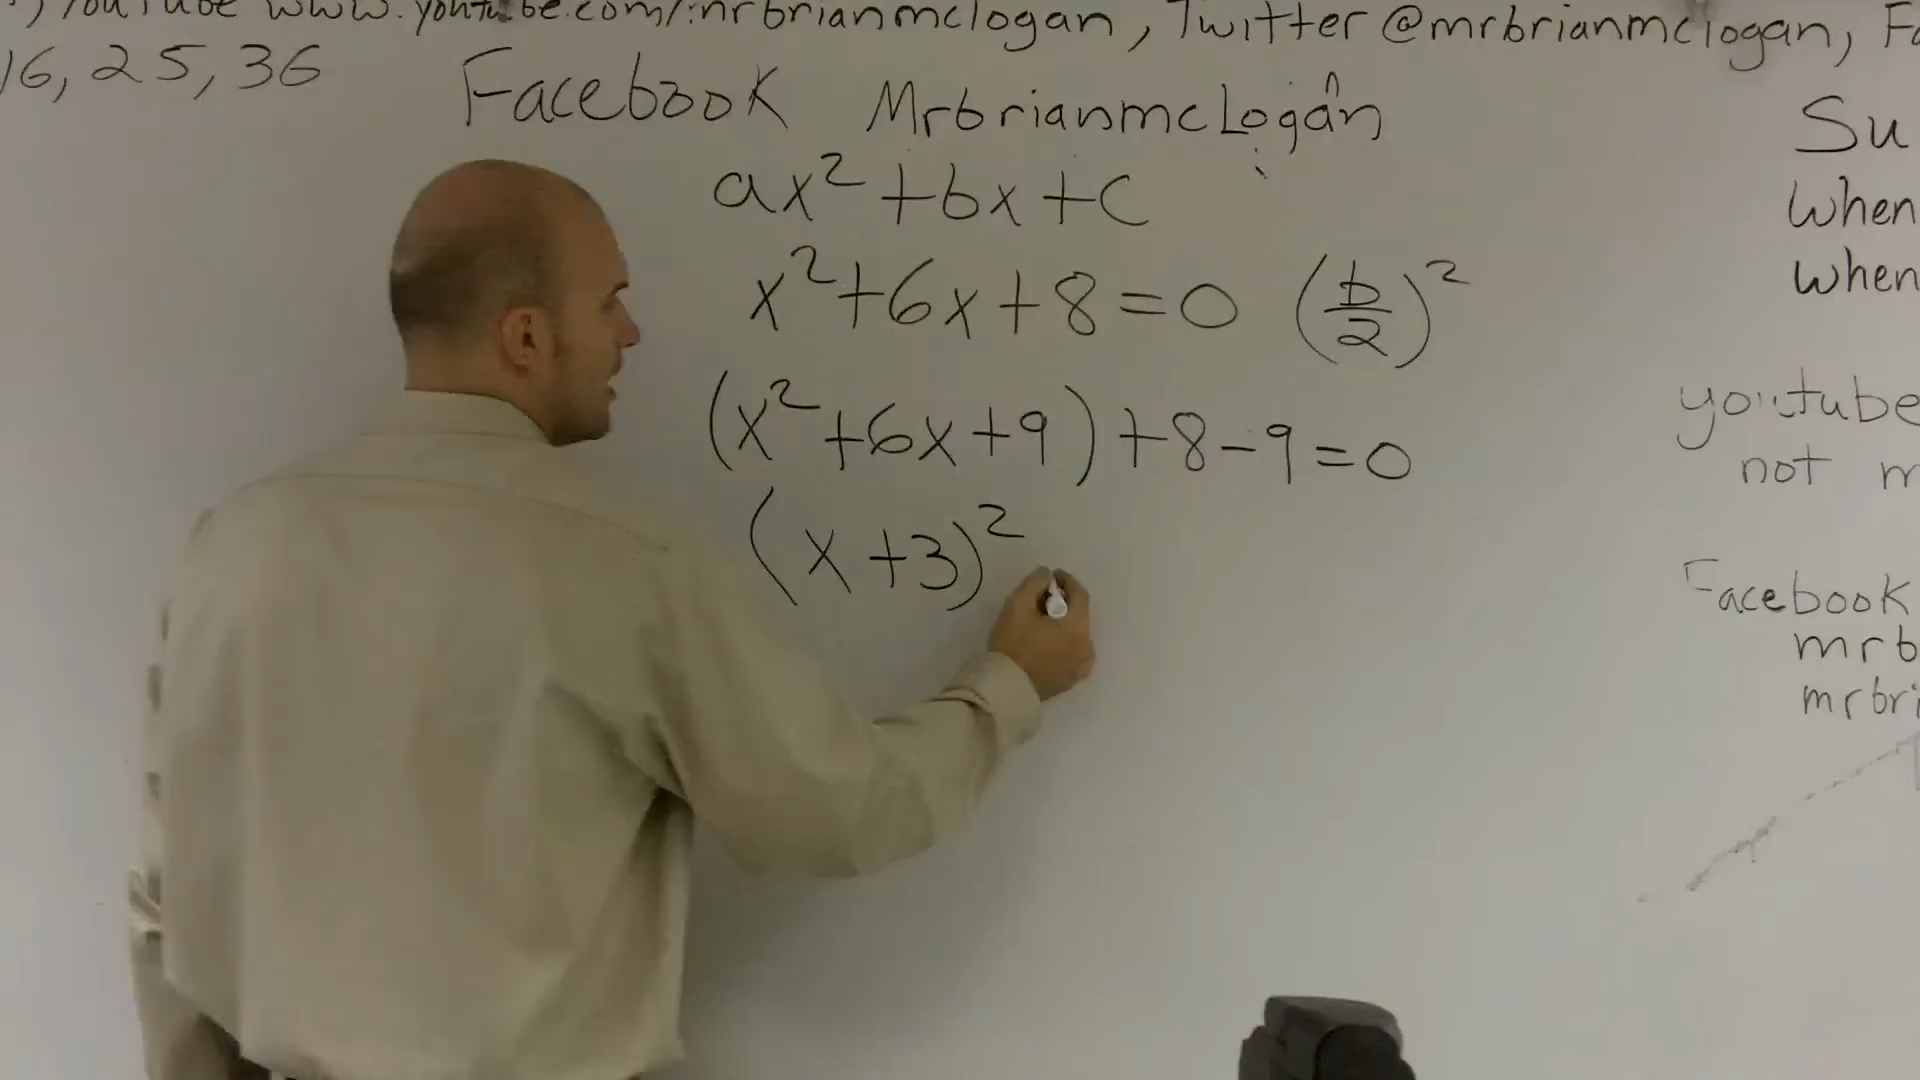 YouTube www.youtube.com/mrbrianmclogan, Twitter @mrbrianmclogan,
16, 25, 36
Facebook Mrbrianmclogan
ax² + bx + c
x² + 6x + 8 = 0 (b/2)²
(x² + 6x + 9) + 8 - 9 = 0
(x + 3)²
Su
When
when
youtube
not m
Facebook
mrb
mrbri